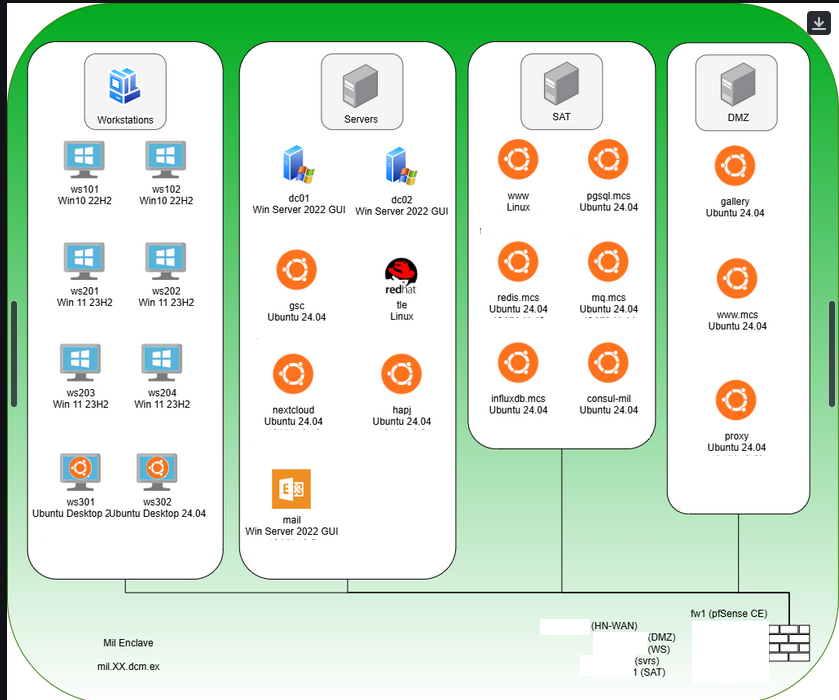 Workstations
ws101
Win10 22H2
ws102
Win10 22H2
ws201
Win 11 23H2
ws202
Win 11 23H2
ws203
Win 11 23H2
ws204
Win 11 23H2
ws301
Ubuntu Desktop 2
ws302
Ubuntu Desktop 24.04
Servers
dc01
Win Server 2022 GUI
dc02
Win Server 2022 GUI
gsc
Ubuntu 24.04
redhat
tle
Linux
nextcloud
Ubuntu 24.04
hapj
Ubuntu 24.04
E
mail
Win Server 2022 GUI
SAT
www
Linux
pgsql.mcs
Ubuntu 24.04
redis.mcs
Ubuntu 24.04
mq.mcs
Ubuntu 24.04
influxdb.mcs
Ubuntu 24.04
consul-mil
Ubuntu 24.04
DMZ
gallery
Ubuntu 24.04
www.mcs
Ubuntu 24.04
proxy
Ubuntu 24.04
Mil Enclave
mil.XX.dcm.ex
fw1 (pfSense CE)
(HN-WAN)
(DMZ)
(WS)
(svrs)
1 (SAT)